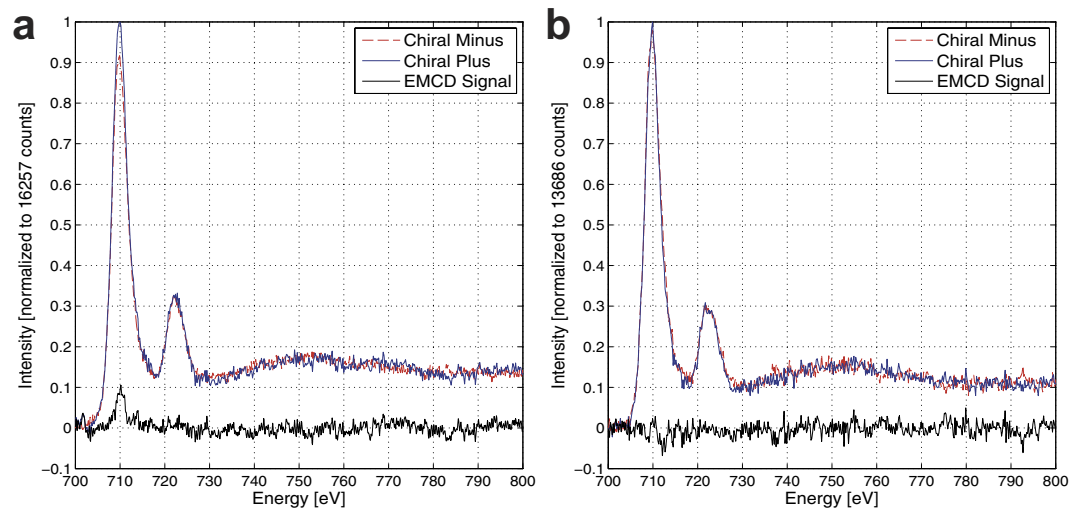 a
Chiral Minus
Chiral Plus
EMCD Signal
Intensity [normalized to 16257 counts]
1
0.9
0.8
0.7
0.6
0.5
0.4
0.3
0.2
0.1
0
−0.1
700 710 720 730 740 750 760 770 780 790 800
Energy [eV]
b
Chiral Minus
Chiral Plus
EMCD Signal
Intensity [normalized to 13686 counts]
1
0.9
0.8
0.7
0.6
0.5
0.4
0.3
0.2
0.1
0
−0.1
700 710 720 730 740 750 760 770 780 790 800
Energy [eV]